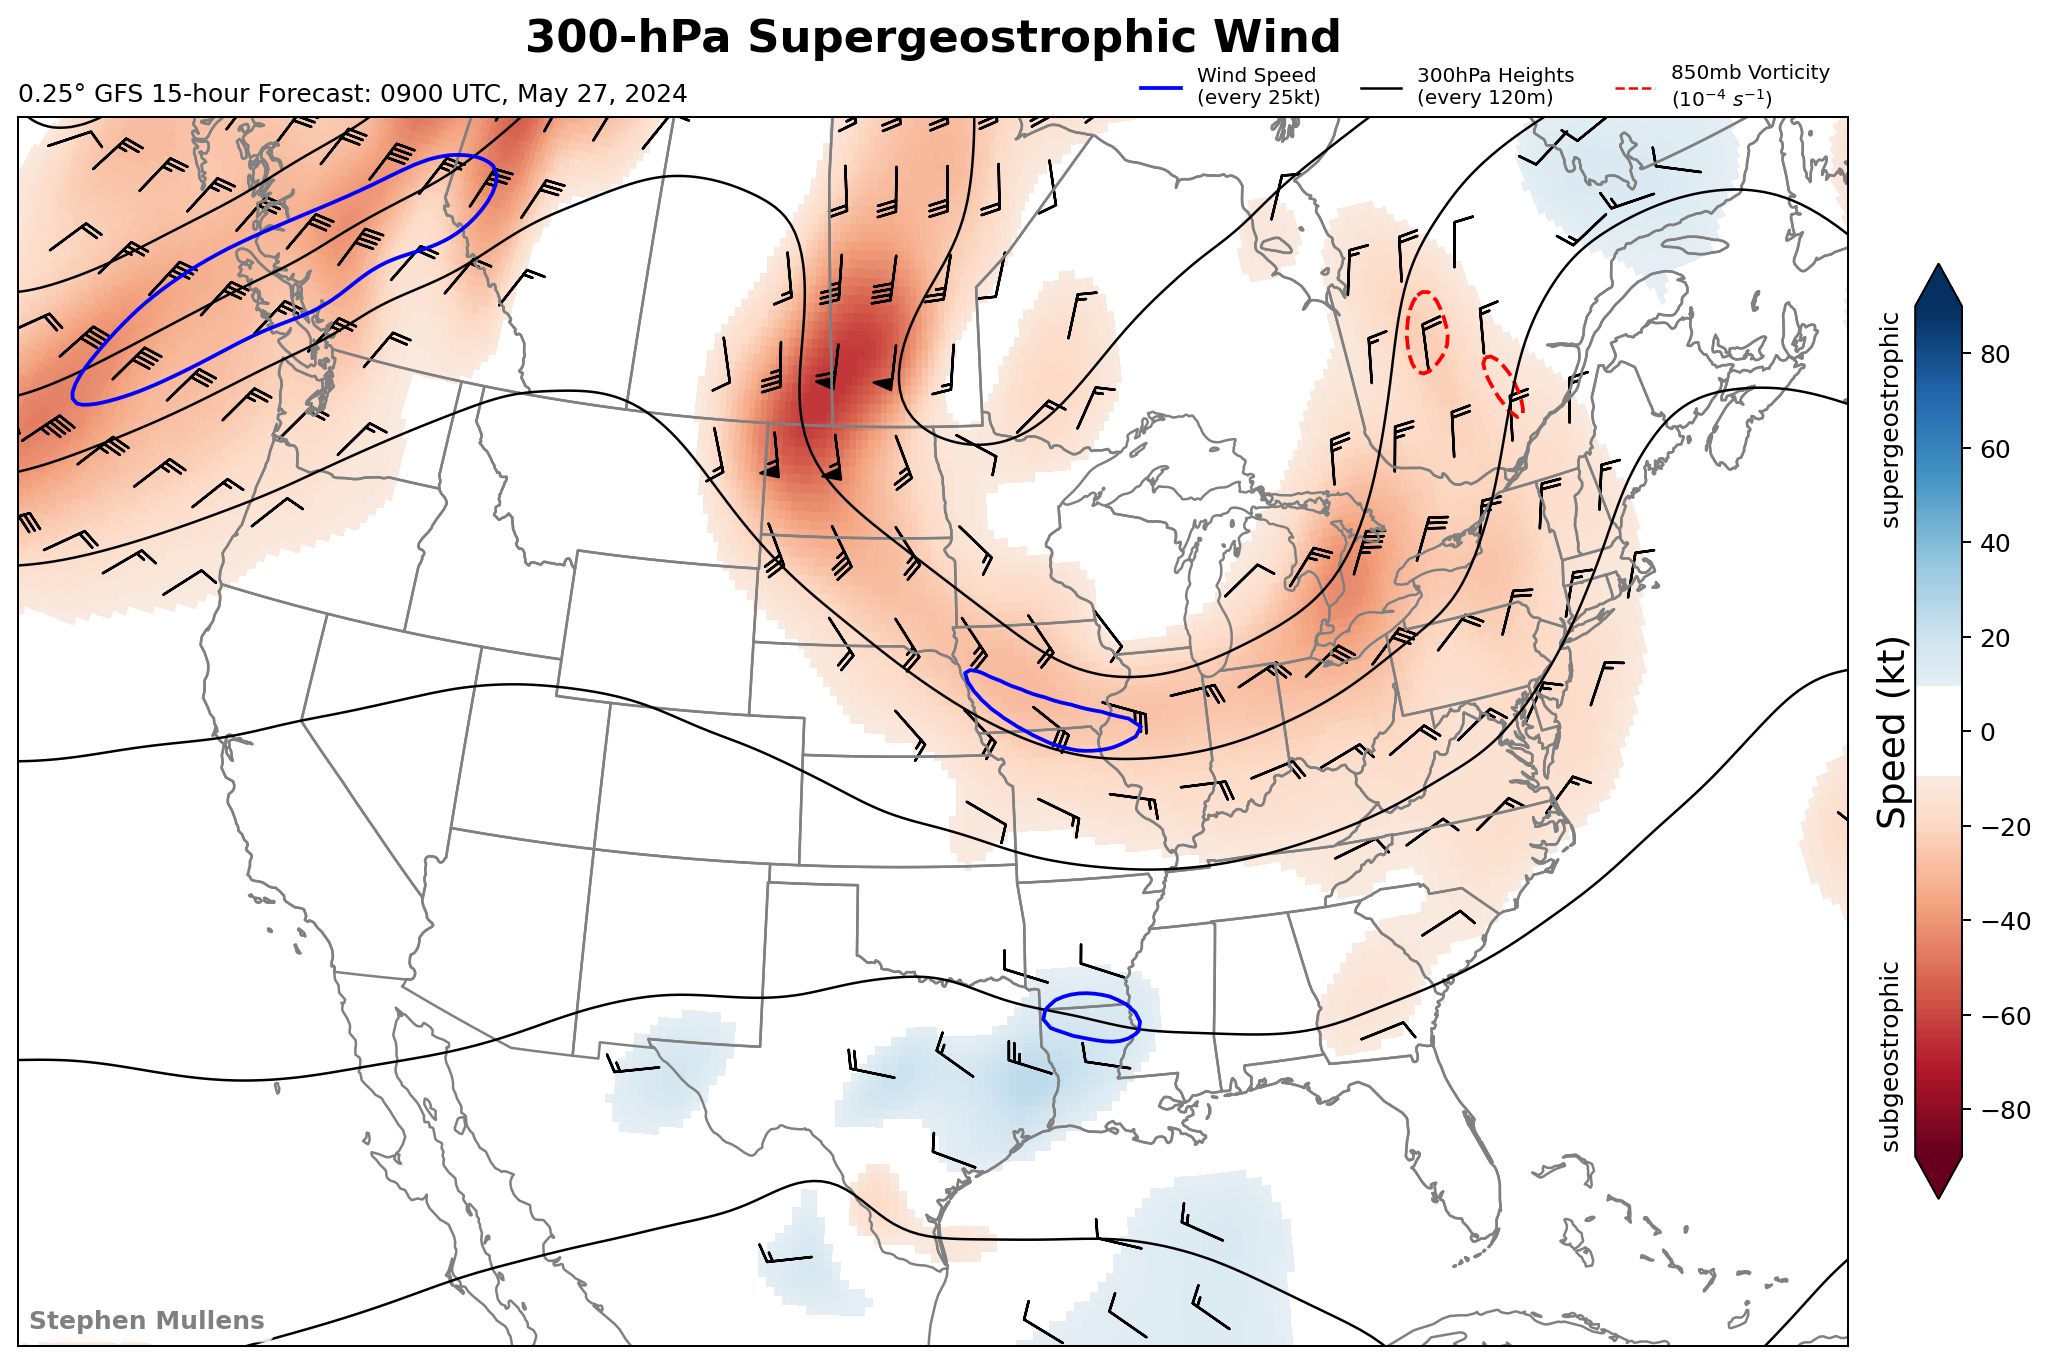 300-hPa Supergeostrophic Wind
0.25° GFS 15-hour Forecast: 0900 UTC, May 27, 2024
Wind Speed
(every 25kt)
300hPa Heights
(every 120m)
850mb Vorticity
(10⁻⁴ s⁻¹)
supergeostrophic
Speed (kt)
subgeostrophic
80
60
40
20
0
−20
−40
−60
−80
Stephen Mullens